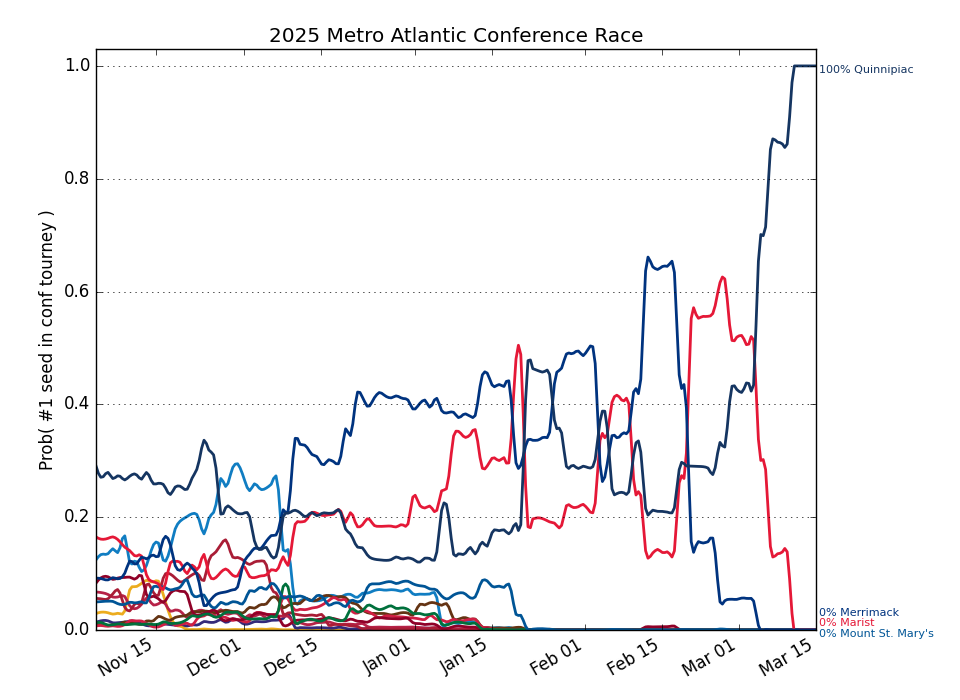 2025 Metro Atlantic Conference Race
Prob( #1 seed in conf tourney )
1.0
0.8
0.6
0.4
0.2
0.0
Nov 15
Dec 01
Dec 15
Jan 01
Jan 15
Feb 01
Feb 15
Mar 01
Mar 15
100% Quinnipiac
0% Merrimack
0% Marist
0% Mount St. Mary's